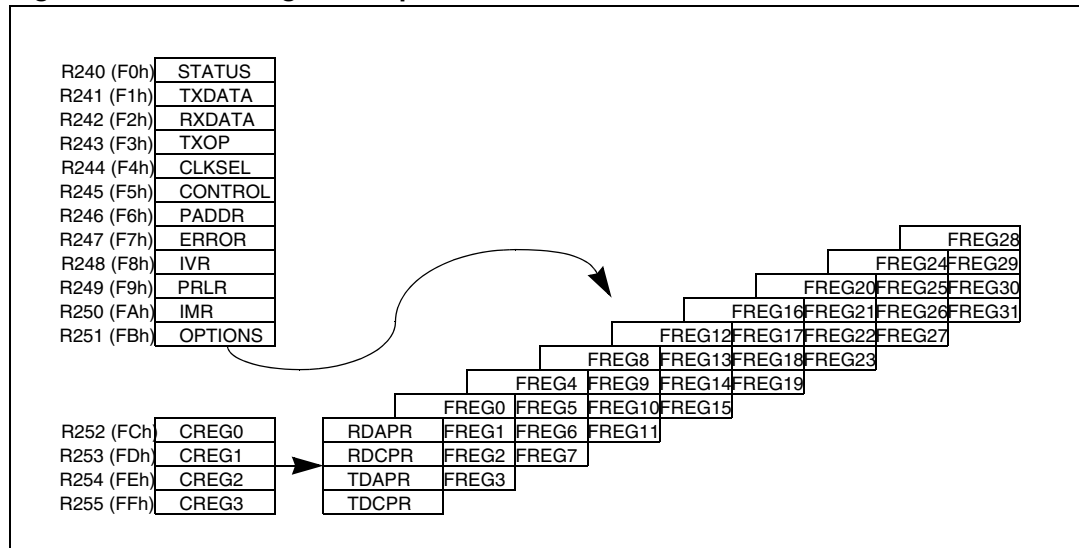 R240 (F0h) STATUS
R241 (F1h) TXDATA
R242 (F2h) RXDATA
R243 (F3h) TXOP
R244 (F4h) CLKSEL
R245 (F5h) CONTROL
R246 (F6h) PADDR
R247 (F7h) ERROR
R248 (F8h) IVR
R249 (F9h) PRLR
R250 (FAh) IMR
R251 (FBh) OPTIONS
FREG28
FREG24 FREG29
FREG20 FREG25 FREG30
FREG16 FREG21 FREG26 FREG31
FREG12 FREG17 FREG22 FREG27
FREG8 FREG13 FREG18 FREG23
FREG4 FREG9 FREG14 FREG19
FREG0 FREG5 FREG10 FREG15
R252 (FCh) CREG0 RDAPR FREG1 FREG6 FREG11
R253 (FDh) CREG1 RDCPR FREG2 FREG7
R254 (FEh) CREG2 TDAPR FREG3
R255 (FFh) CREG3 TDCPR